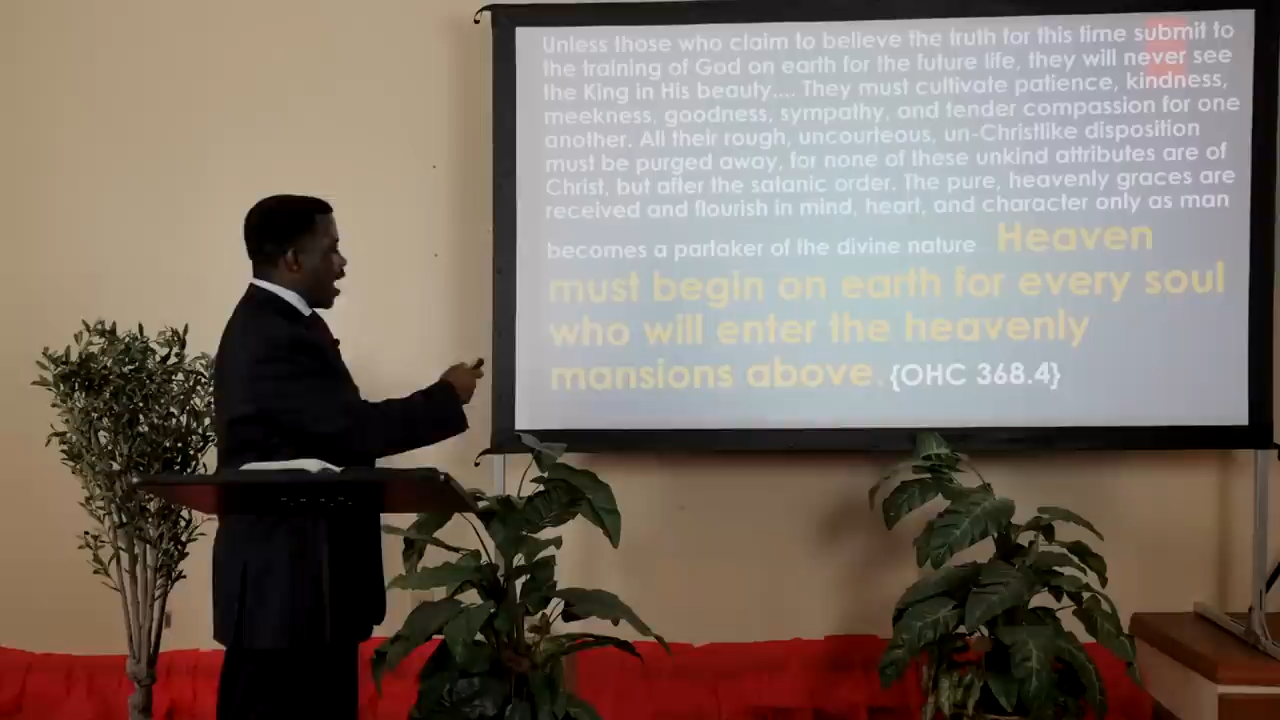 Unless those who claim to believe the truth for this time submit to
the training of God on earth for the future life, they will never see
the King in His beauty.... They must cultivate patience, kindness,
meekness, goodness, sympathy, and tender compassion for one
another. All their rough, uncourteous, un-Christlike disposition
must be purged away, for none of these unkind attributes are of
Christ, but after the satanic order. The pure, heavenly graces are
received and flourish in mind, heart, and character only as man
becomes a partaker of the divine nature Heaven
must begin on earth for every soul
who will enter the heavenly
mansions above. {OHC 368.4}